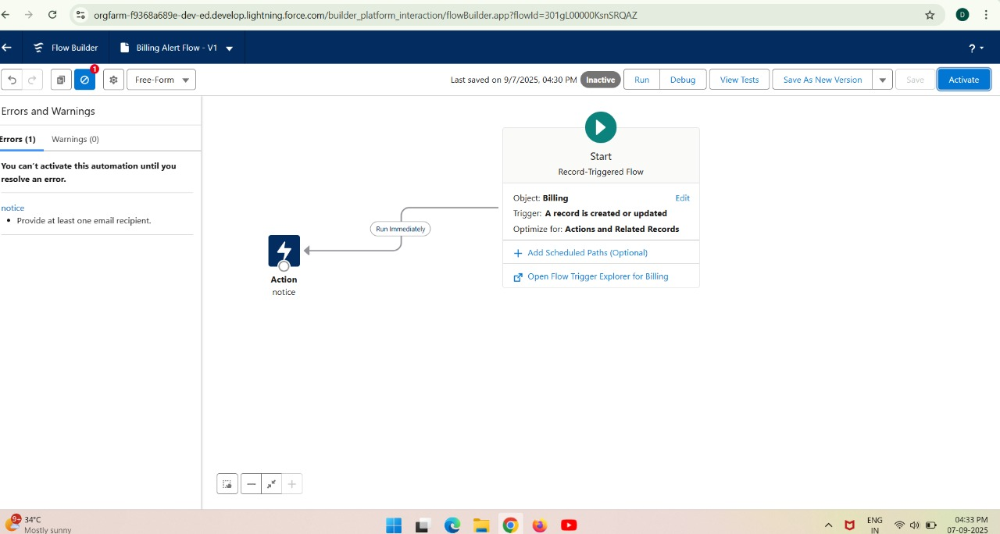 orgfarm-f9368a689e-dev-ed.develop.lightning.force.com/builder_platform_interaction/flowBuilder.app?flowId=301gL00000KsnSRQAZ
D
Flow Builder
Billing Alert Flow - V1
?
1
Free-Form
Last saved on 9/7/2025, 04:30 PM
Inactive
Run
Debug
View Tests
Save As New Version
Save
Activate
Errors and Warnings
Errors (1)
Warnings (0)
You can't activate this automation until you
resolve an error.
notice
• Provide at least one email recipient.
Start
Record-Triggered Flow
Object: Billing
Edit
Trigger: A record is created or updated
Optimize for: Actions and Related Records
Add Scheduled Paths (Optional)
Open Flow Trigger Explorer for Billing
Run Immediately
Action
notice
9+
34°C
Mostly sunny
ENG
IN
04:33 PM
07-09-2025